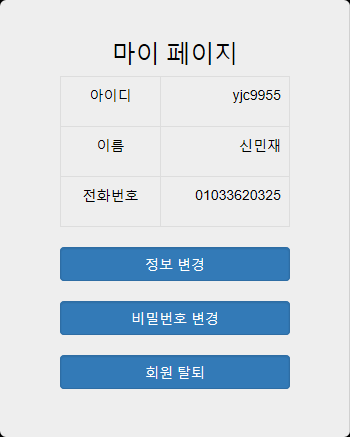 마이 페이지
아이디 yjc9955
이름 신민재
전화번호 01033620325
정보 변경
비밀번호 변경
회원 탈퇴